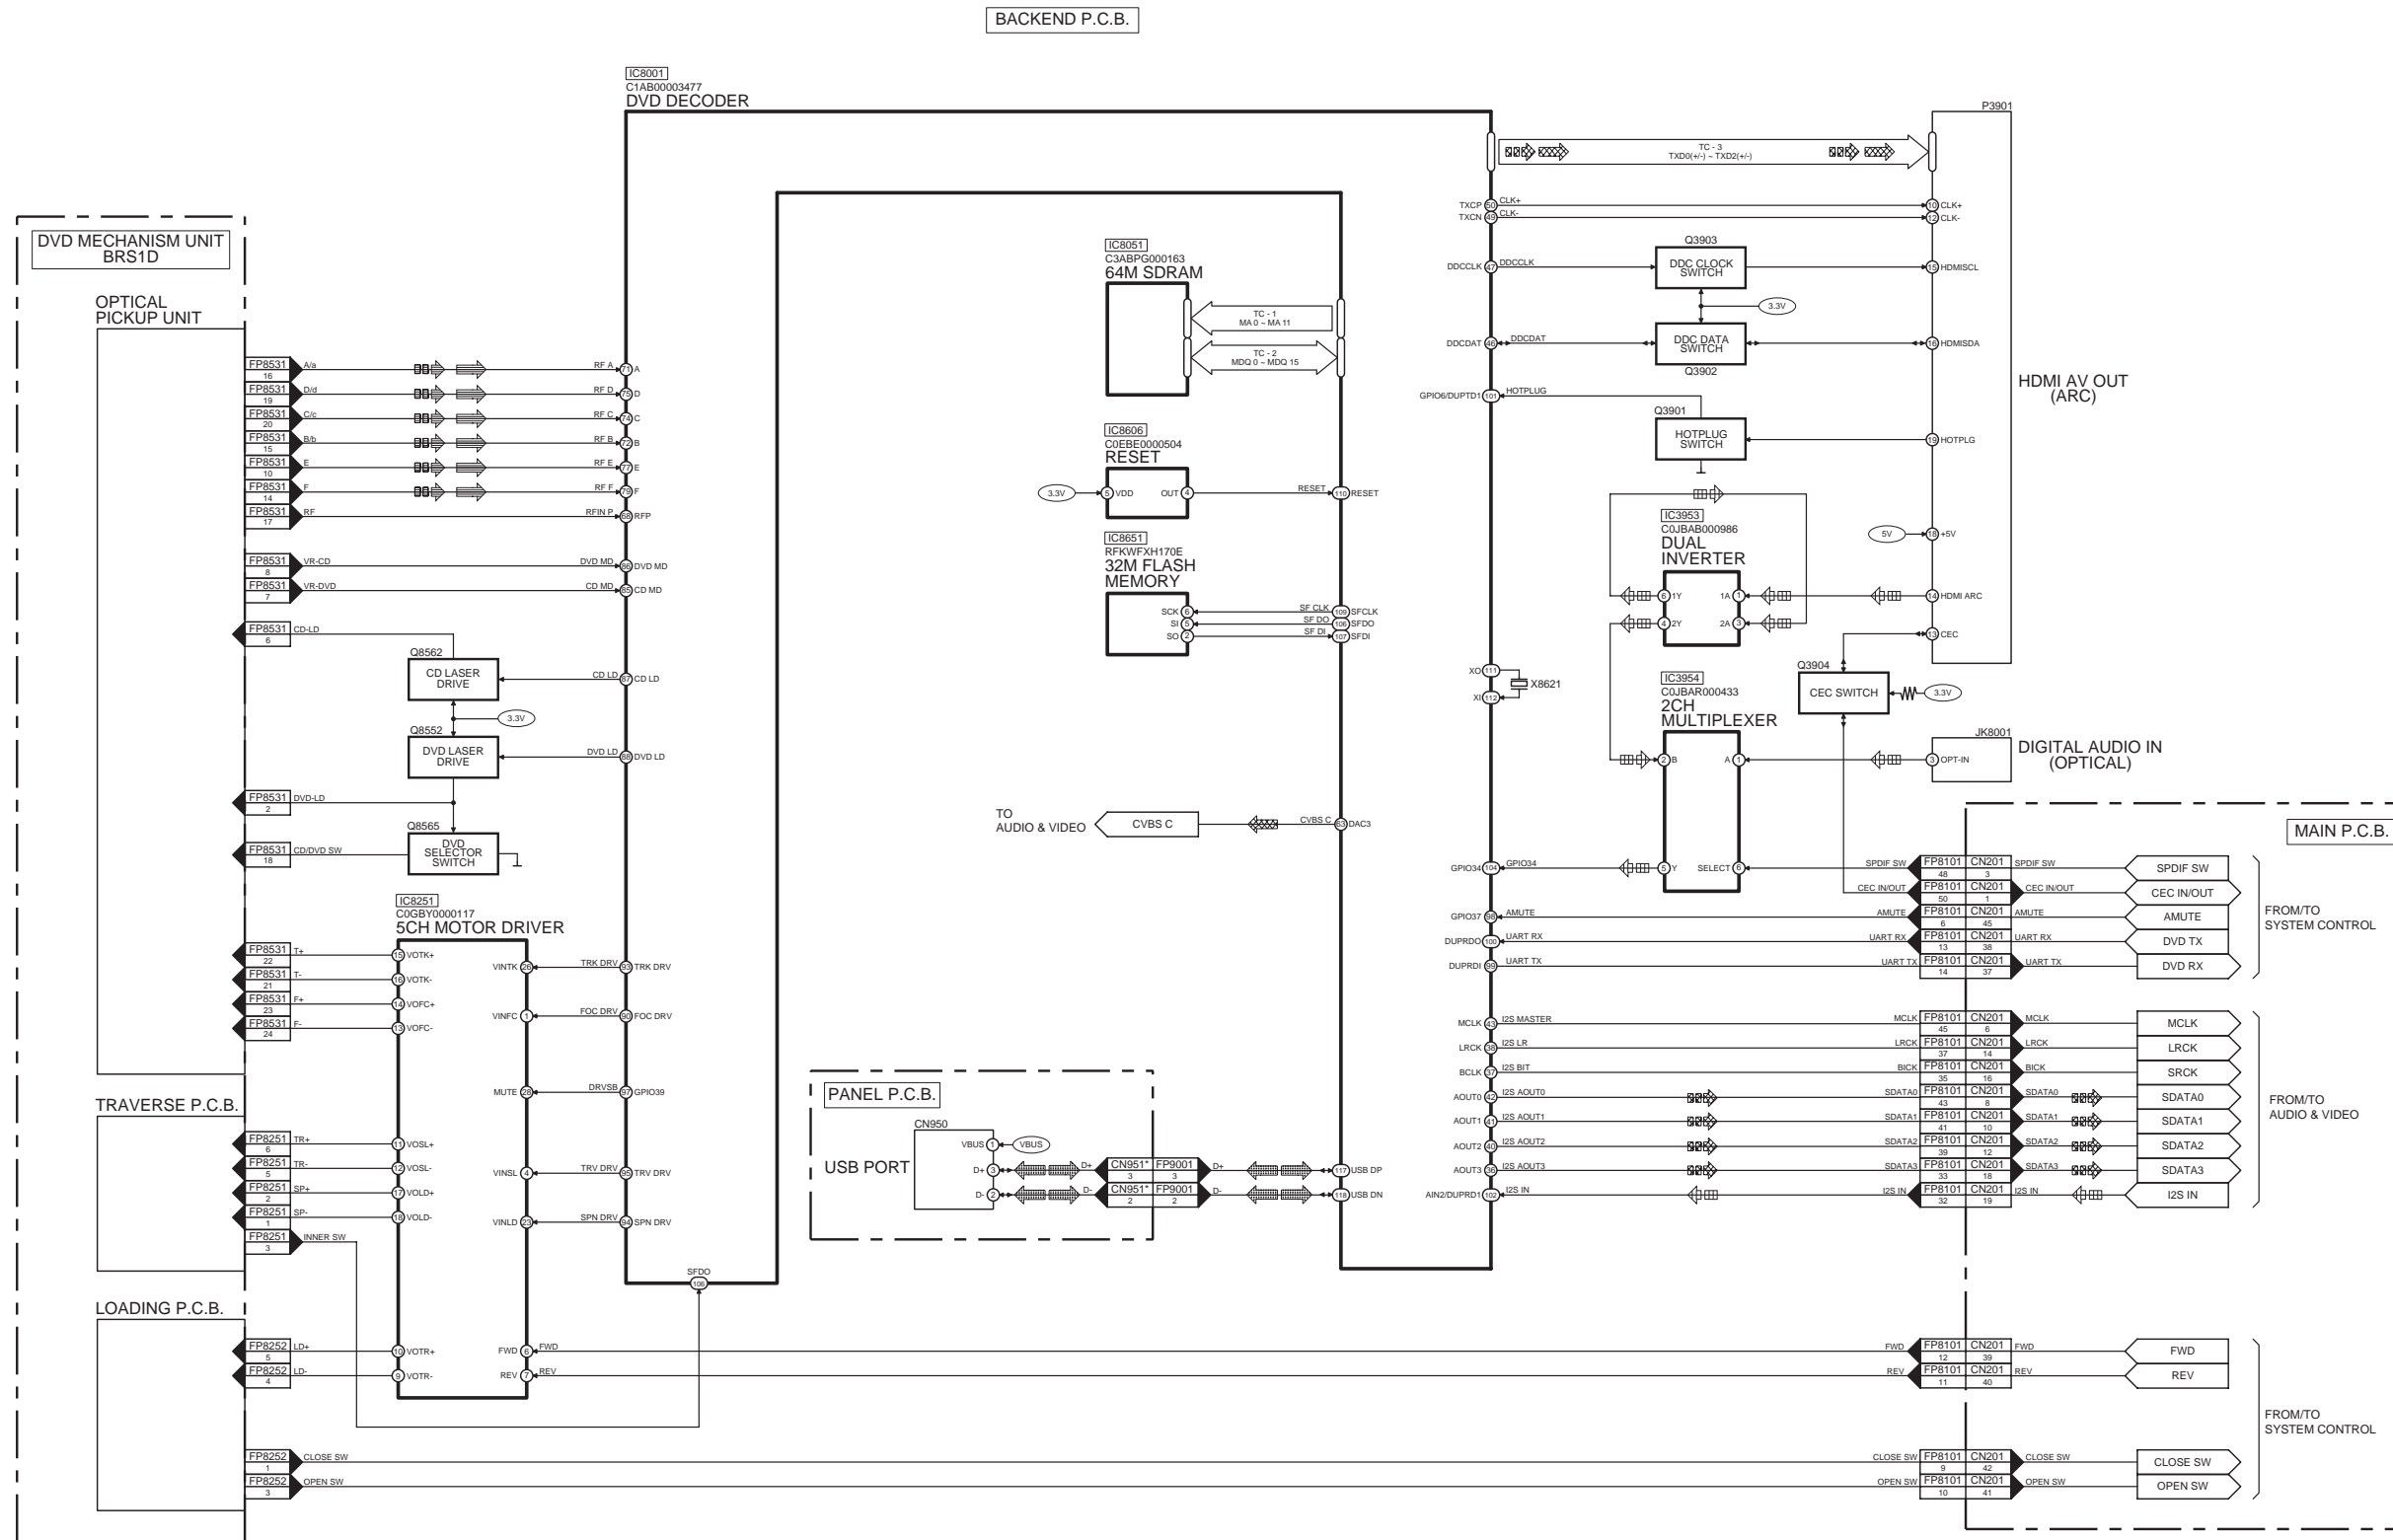 BACKEND P.C.B.
IC8001
C1AB00003477
DVD DECODER
P3901
TC - 3
TXD0(+/-) ~ TXD2(+/-)
TXCP 50 CLK+ 10 CLK+
TXCN 49 CLK- 12 CLK-
DVD MECHANISM UNIT
BRS1D
OPTICAL
PICKUP UNIT
IC8051
C3ABPG000163
64M SDRAM
TC - 1
MA 0 ~ MA 11
TC - 2
MDQ 0 ~ MDQ 15
Q3903
DDCCLK 47 DDCCLK
DDC CLOCK
SWITCH
15 HDMISCL
3.3V
DDCDAT 46 DDCDAT
DDC DATA
SWITCH
16 HDMISDA
Q3902
HDMI AV OUT
(ARC)
FP8531 16 A/a RF A 71 A
FP8531 19 D/d RF D 75 D
FP8531 20 C/c RF C 74 C
FP8531 15 B/b RF B 72 B
FP8531 10 E RF E 77 E
FP8531 14 F RF F 79 F
FP8531 17 RF RFIN P 68 RFP
FP8531 8 VR-CD DVD MD 86 DVD MD
FP8531 7 VR-DVD CD MD 85 CD MD
FP8531 6 CD-LD
GPIO6/DUPTD1 101 HOTPLUG
Q3901
HOTPLUG
SWITCH
19 HOTPLG
IC8606
C0EBE0000504
RESET
3.3V 5 VDD OUT 4 RESET 110 RESET
IC8651
RFKWFXH170E
32M FLASH
MEMORY
SCK 6 SF CLK 109 SFCLK
SI 5 SF DO 106 SFDO
SO 2 SF DI 107 SFDI
IC3953
C0JBAB000986
DUAL
INVERTER
5V 18 +5V
6 1Y 1A 1 14 HDMI ARC
4 2Y 2A 3
13 CEC
Q8562
CD LASER
DRIVE
CD LD 87 CD LD
3.3V
Q8552
DVD LASER
DRIVE
DVD LD 88 DVD LD
XO 111
X8621
XI 112
IC3954
C0JBAR000433
2CH
MULTIPLEXER
Q3904
CEC SWITCH
3.3V
2 B A 1
JK8001
3 OPT-IN
DIGITAL AUDIO IN
(OPTICAL)
FP8531 2 DVD-LD
Q8565
DVD
SELECTOR
SWITCH
FP8531 18 CD/DVD SW
TO
AUDIO & VIDEO
CVBS C
CVBS C 63 DAC3
MAIN P.C.B.
GPIO34 104 GPIO34 5 Y SELECT 6 SPDIF SW FP8101 48 CN201 3 SPDIF SW SPDIF SW
CEC IN/OUT FP8101 50 CN201 1 CEC IN/OUT CEC IN/OUT
GPIO37 98 AMUTE AMUTE FP8101 6 CN201 45 AMUTE AMUTE
DUPRDO 100 UART RX UART RX FP8101 13 CN201 38 UART RX DVD TX
DUPRDI 99 UART TX UART TX FP8101 14 CN201 37 UART TX DVD RX
FROM/TO
SYSTEM CONTROL
IC8251
C0GBY0000117
5CH MOTOR DRIVER
FP8531 22 T+ 15 VOTK+ VINTK 26 TRK DRV 93 TRK DRV
FP8531 21 T- 16 VOTK-
FP8531 23 F+ 14 VOFC+ VINFC 1 FOC DRV 90 FOC DRV
FP8531 24 F- 13 VOFC-
MUTE 28 DRVSB 97 GPIO39
MCLK 43 I2S MASTER MCLK FP8101 45 CN201 6 MCLK MCLK
LRCK 38 I2S LR LRCK FP8101 37 CN201 14 LRCK LRCK
BCLK 37 I2S BIT BICK FP8101 35 CN201 16 BICK SRCK
AOUT0 42 I2S AOUT0 SDATA0 FP8101 43 CN201 8 SDATA0 SDATA0
AOUT1 41 I2S AOUT1 SDATA1 FP8101 41 CN201 10 SDATA1 SDATA1
AOUT2 40 I2S AOUT2 SDATA2 FP8101 39 CN201 12 SDATA2 SDATA2
AOUT3 36 I2S AOUT3 SDATA3 FP8101 33 CN201 18 SDATA3 SDATA3
AIN2/DUPRD1 102 I2S IN I2S IN FP8101 32 CN201 19 I2S IN I2S IN
FROM/TO
AUDIO & VIDEO
PANEL P.C.B.
CN950
USB PORT
VBUS 1 VBUS
D+ 3 D+ CN951* 3 FP9001 3 D+ 117 USB DP
D- 2 D- CN951* 2 FP9001 2 D- 118 USB DN
TRAVERSE P.C.B.
FP8251 6 TR+ 11 VOSL+
FP8251 5 TR- 12 VOSL- VINSL 4 TRV DRV 95 TRV DRV
FP8251 2 SP+ 17 VOLD+
FP8251 1 SP- 18 VOLD- VINLD 23 SPN DRV 94 SPN DRV
FP8251 3 INNER SW
SFDO
106
LOADING P.C.B.
FP8252 5 LD+ 10 VOTR+ FWD 6 FWD FWD FP8101 12 CN201 39 FWD FWD
FP8252 4 LD- 9 VOTR- REV 7 REV REV FP8101 11 CN201 40 REV REV
FROM/TO
SYSTEM CONTROL
FP8252 1 CLOSE SW CLOSE SW FP8101 9 CN201 42 CLOSE SW CLOSE SW
FP8252 3 OPEN SW OPEN SW FP8101 10 CN201 41 OPEN SW OPEN SW